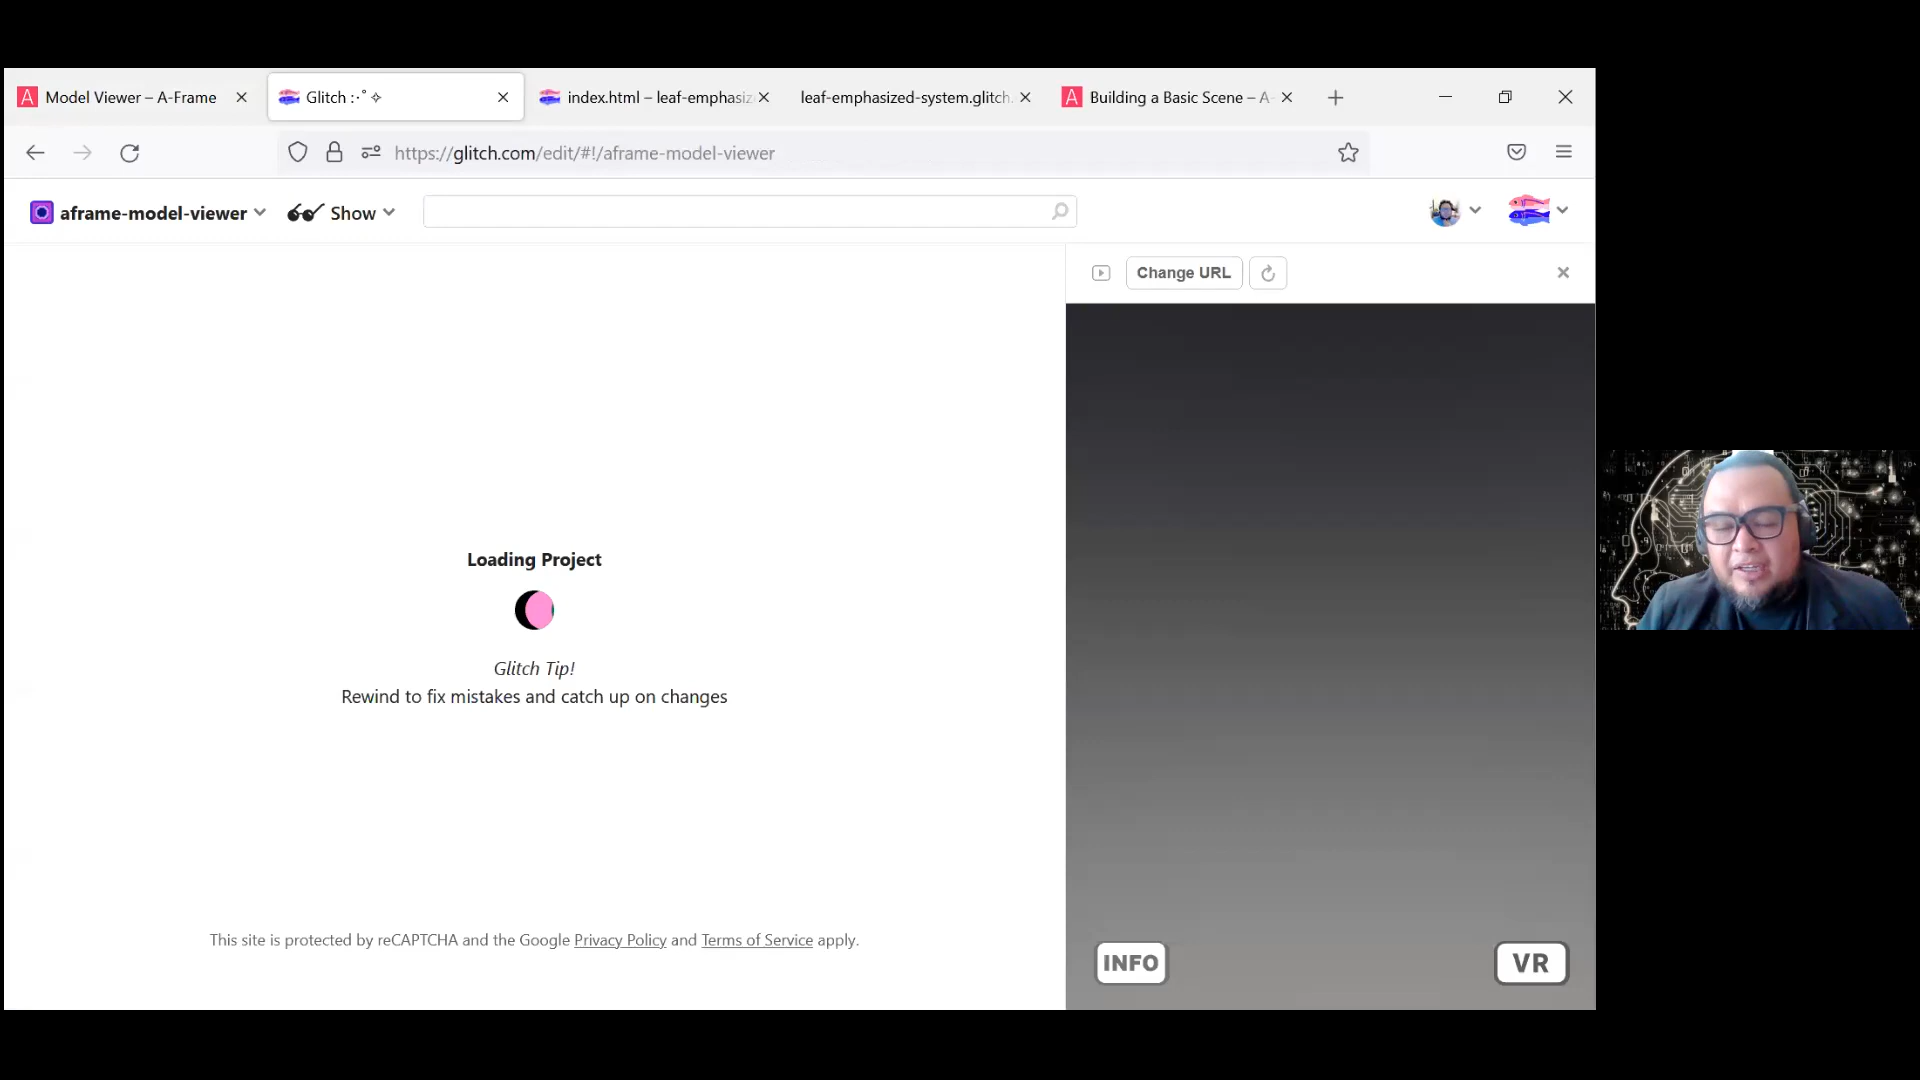 Model Viewer – A-Frame
Glitch :·˚✧
index.html – leaf-emphasiz
leaf-emphasized-system.glitch.
Building a Basic Scene – A-
https://glitch.com/edit/#!/aframe-model-viewer
aframe-model-viewer
Show
Change URL
Loading Project
Glitch Tip!
Rewind to fix mistakes and catch up on changes
This site is protected by reCAPTCHA and the Google Privacy Policy and Terms of Service apply.
INFO
VR